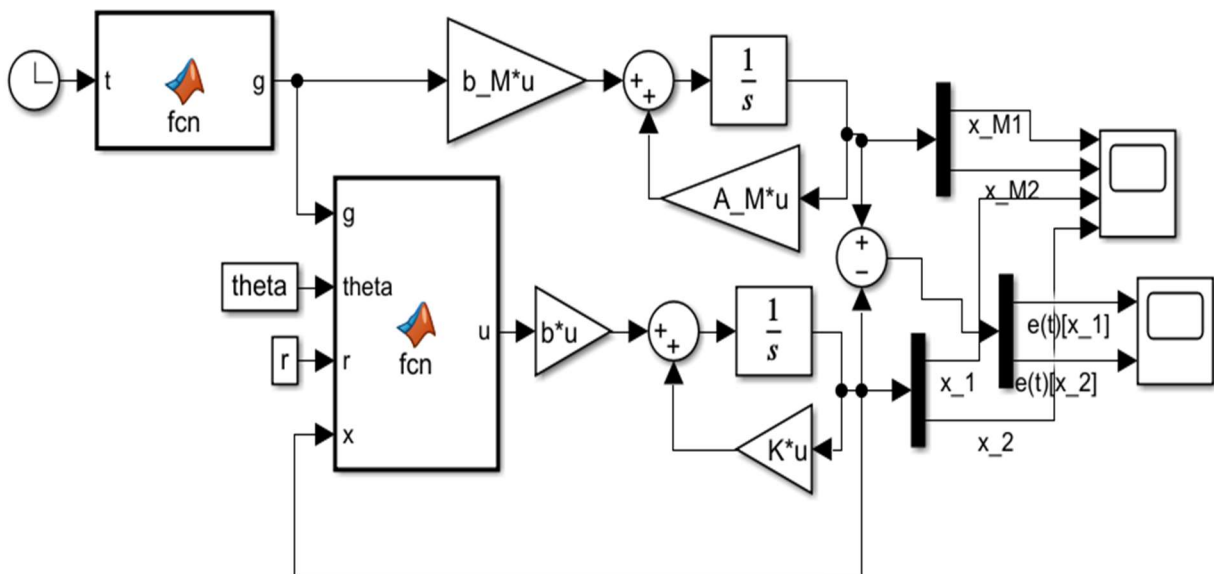 t
fcn
g
b_M*u
+
+
1
s
A_M*u
x_M1
x_M2
+
−
g
theta
theta
r
r
x
fcn
u
b*u
+
+
1
s
K*u
x_1
x_2
e(t)[x_1]
e(t)[x_2]